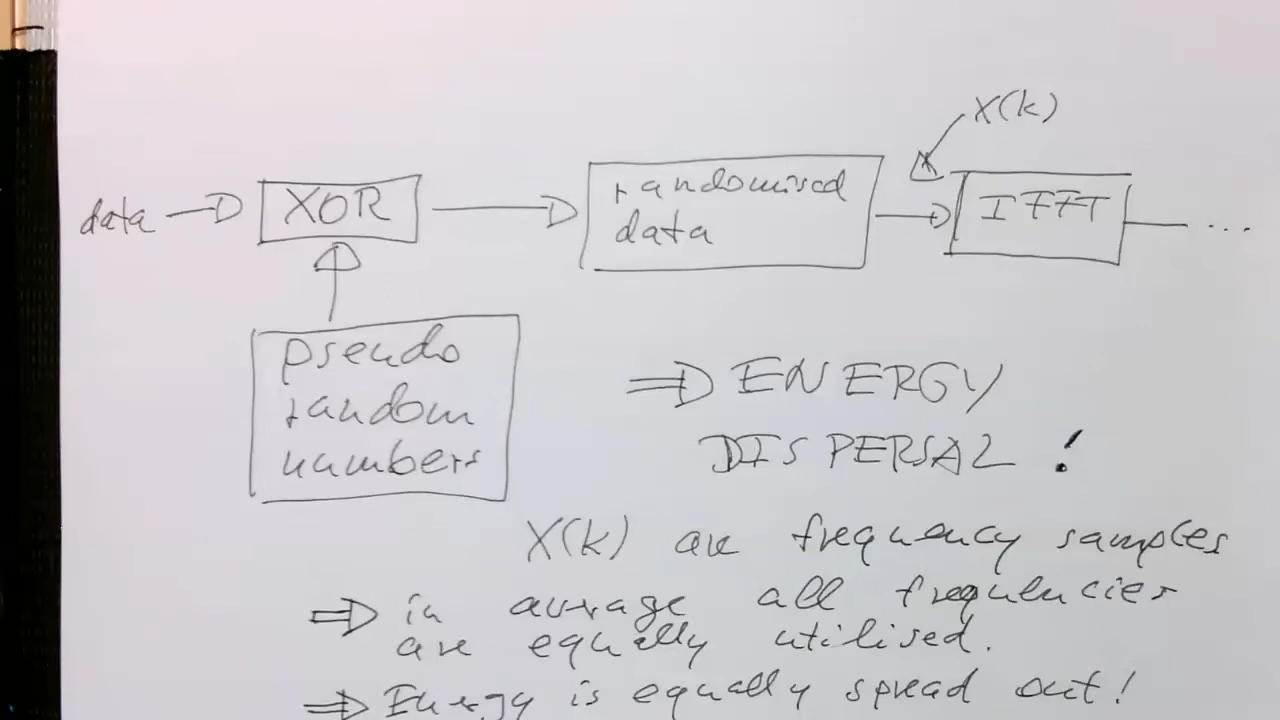 X(k)
data
XOR
randomised
data
IFFT
...
pseudo
random
numbers
⇒ ENERGY
DISPERSAL !
X(k) are frequency samples
⇒ in average all frequencies
are equally utilised.
⇒ Energy is equally spread out!